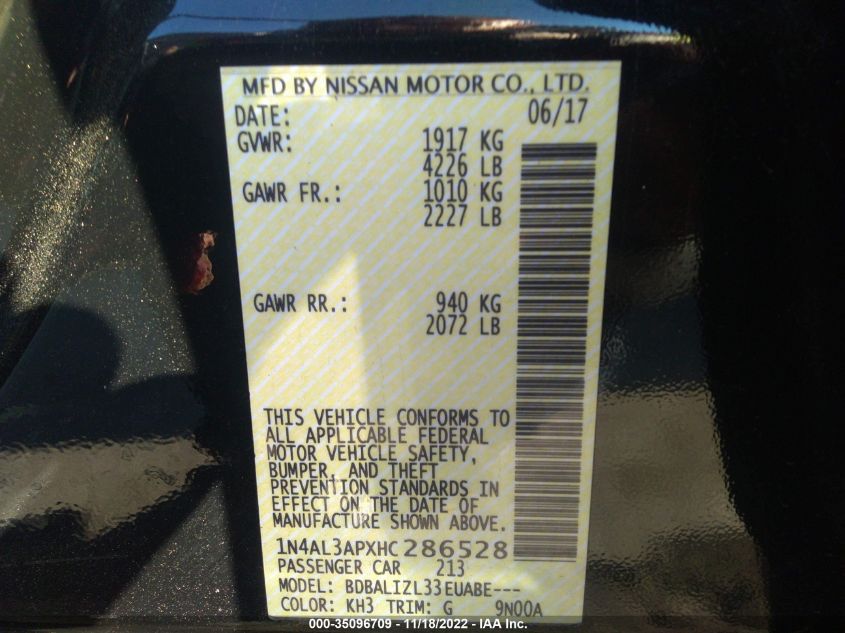 MFD BY NISSAN MOTOR CO., LTD.
DATE: 06/17
GVWR: 1917 KG
4226 LB
GAWR FR.: 1010 KG
2227 LB
GAWR RR.: 940 KG
2072 LB
THIS VEHICLE CONFORMS TO
ALL APPLICABLE FEDERAL
MOTOR VEHICLE SAFETY,
BUMPER, AND THEFT
PREVENTION STANDARDS IN
EFFECT ON THE DATE OF
MANUFACTURE SHOWN ABOVE.
1N4AL3APXHC286528
PASSENGER CAR 213
MODEL: BDBALIZL33EUABE---
COLOR: KH3 TRIM: G 9N00A
000-35096709 - 11/18/2022 - IAA Inc.